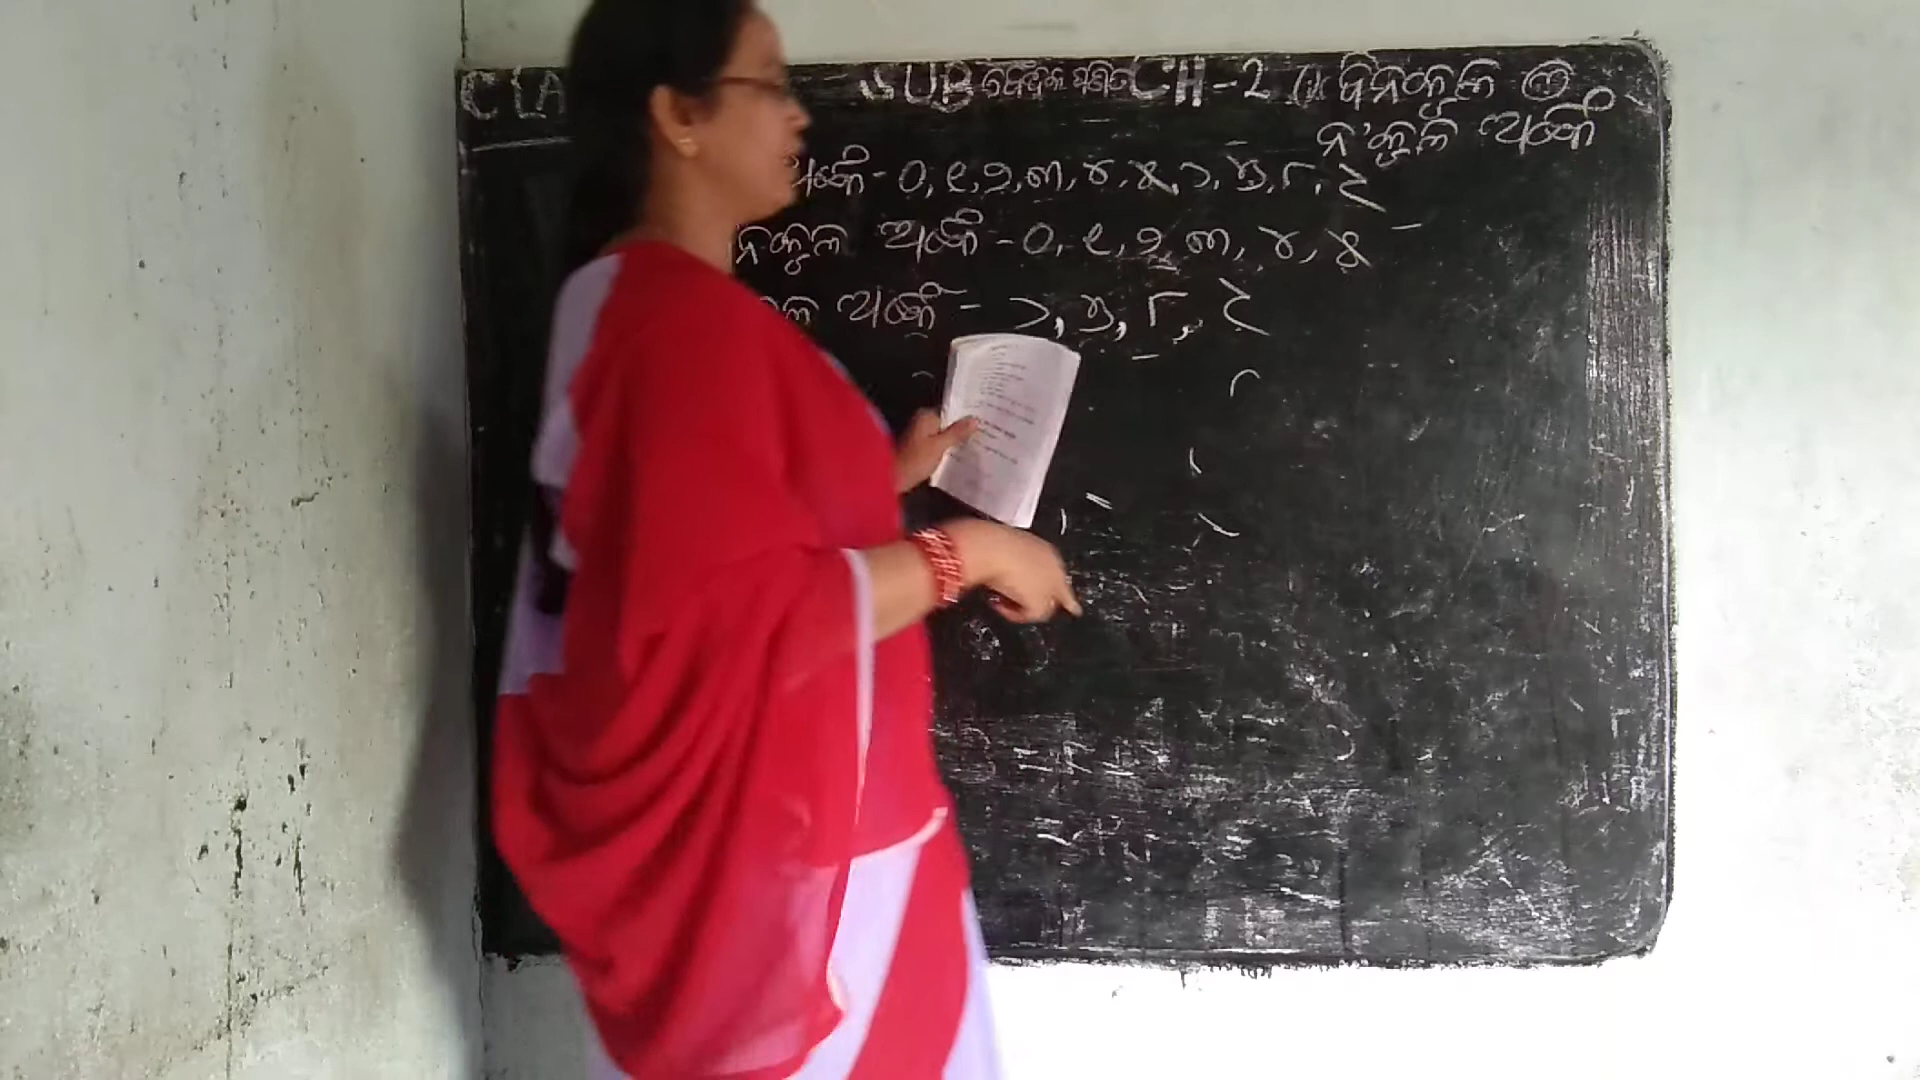 CLA SUB ବୈଦିକ ଗଣିତ CH-2 ବିନକୁଳି ଓ
ନ'କୁଳି ଅଙ୍କ
ଅଙ୍କ - ୦, ୧, ୨, ୩, ୪, ୫, ୬, ୭, ୮, ୯
ନକୁଳ ଅଙ୍କ - ୦, ୧, ୨, ୩, ୪, ୫
ଳ ଅଙ୍କ - ୬, ୭, ୮, ୯